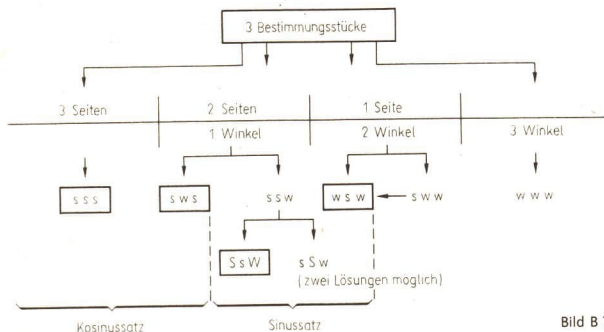 3 Bestimmungsstücke
3 Seiten 2 Seiten 1 Seite
1 Winkel 2 Winkel 3 Winkel
s s s s w s s s w w s w s w w w w w
S s W s S w
(zwei Lösungen möglich)
Kosinussatz Sinussatz
Bild B